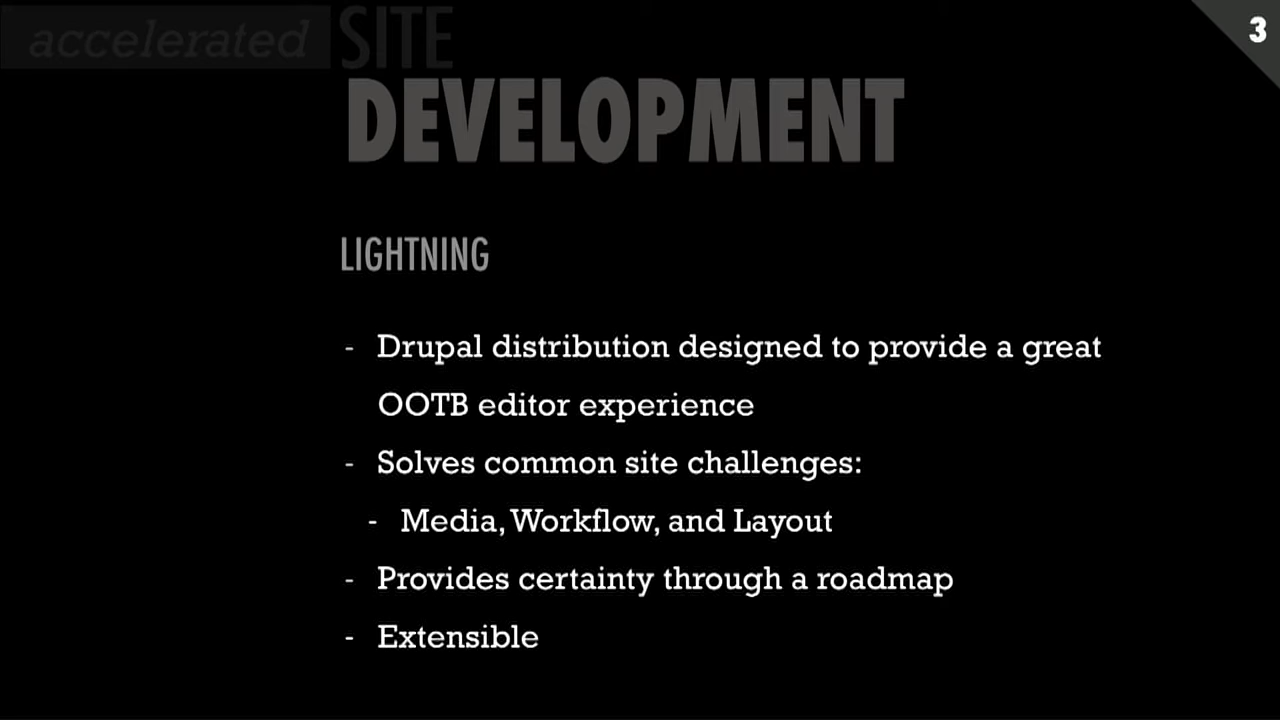 accelerated SITE
DEVELOPMENT
3
LIGHTNING
- Drupal distribution designed to provide a great
OOTB editor experience
- Solves common site challenges:
- Media, Workflow, and Layout
- Provides certainty through a roadmap
- Extensible